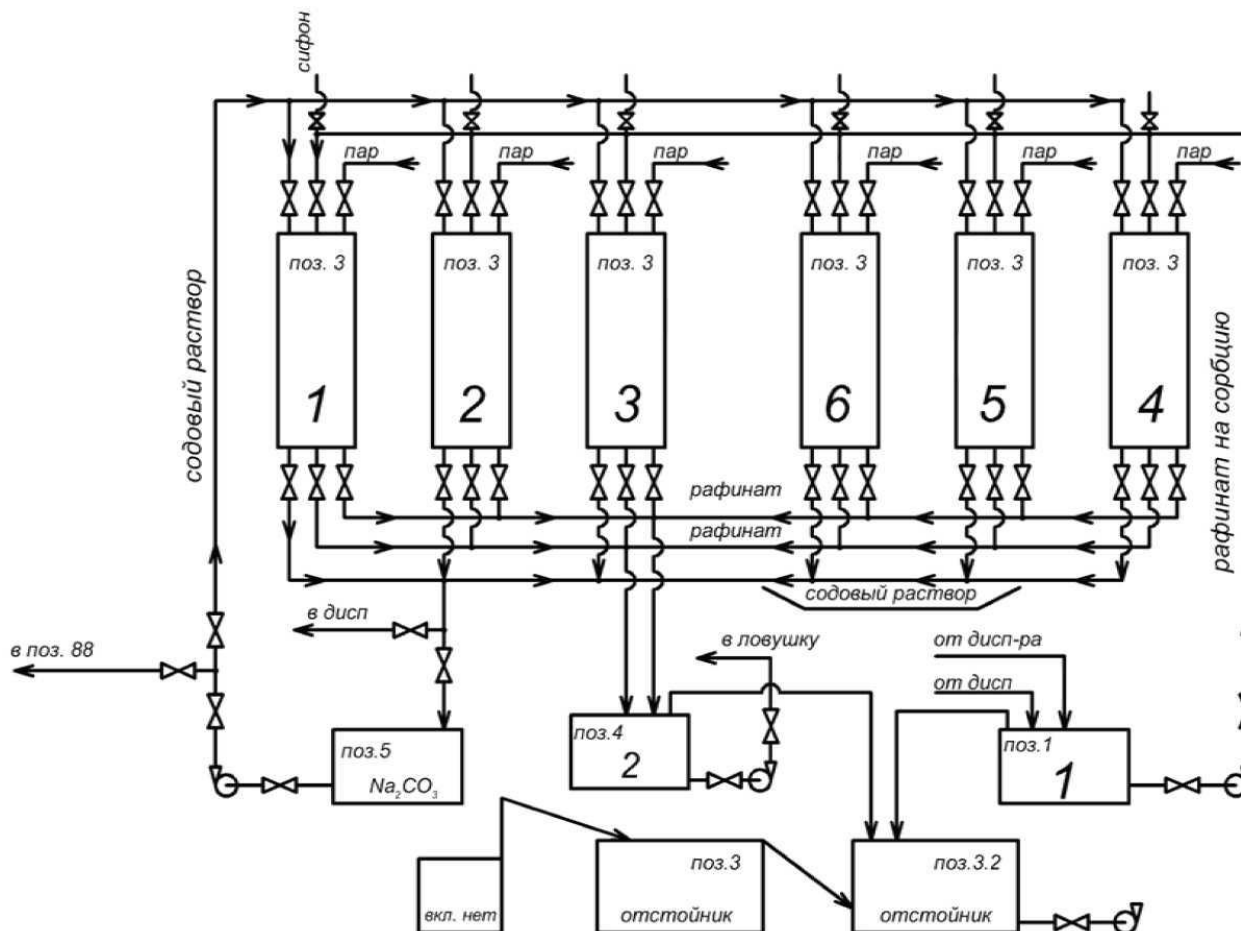 сифон
пар
пар
пар
пар
пар
пар
поз. 3
поз. 3
поз. 3
поз. 3
поз. 3
поз. 3
1
2
3
6
5
4
содовый раствор
рафинат на сорбцию
рафинат
рафинат
содовый раствор
в дисп
в поз. 88
в ловушку
от дисп-ра
от дисп
поз.5
Na₂CO₃
поз.4
2
поз.1
1
поз.3
отстойник
поз.3.2
отстойник
вкл. нет